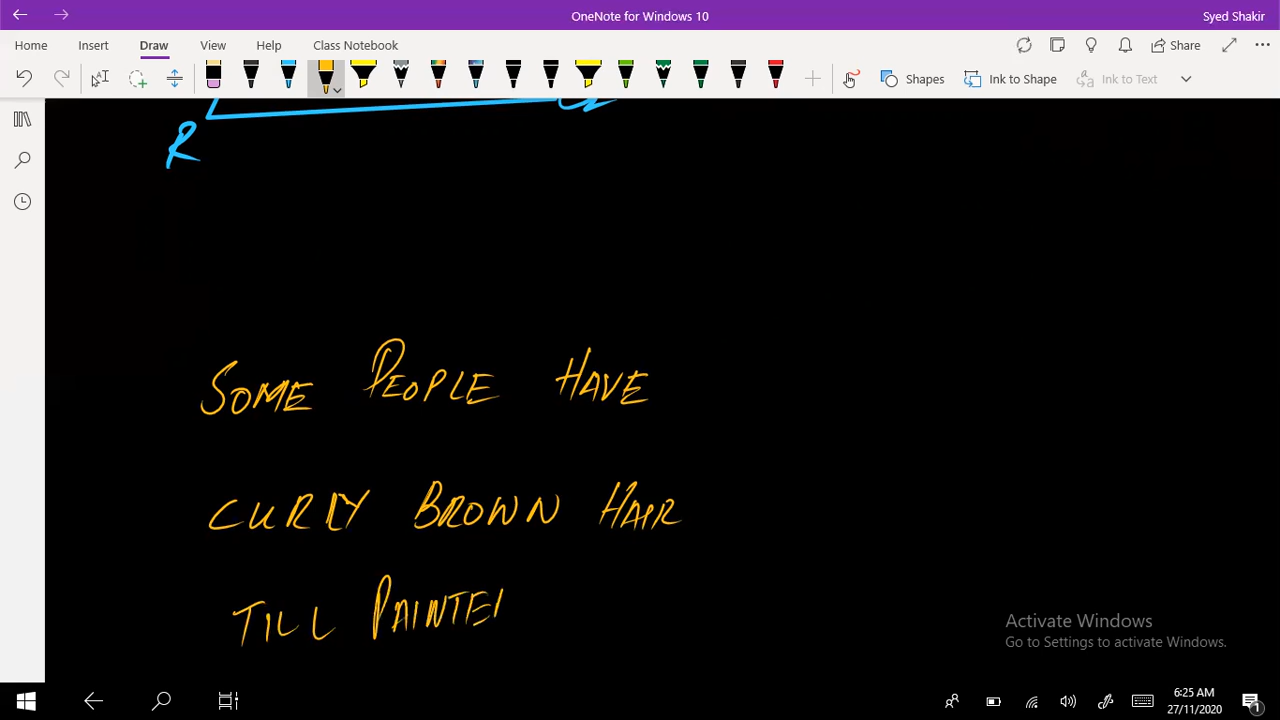 OneNote for Windows 10
Syed Shakir
Home Insert Draw View Help Class Notebook
Share
Shapes Ink to Shape Ink to Text
R
SOME PEOPLE HAVE
CURLY BROWN HAIR
TILL PAINTE
Activate Windows
Go to Settings to activate Windows.
6:25 AM
27/11/2020
1